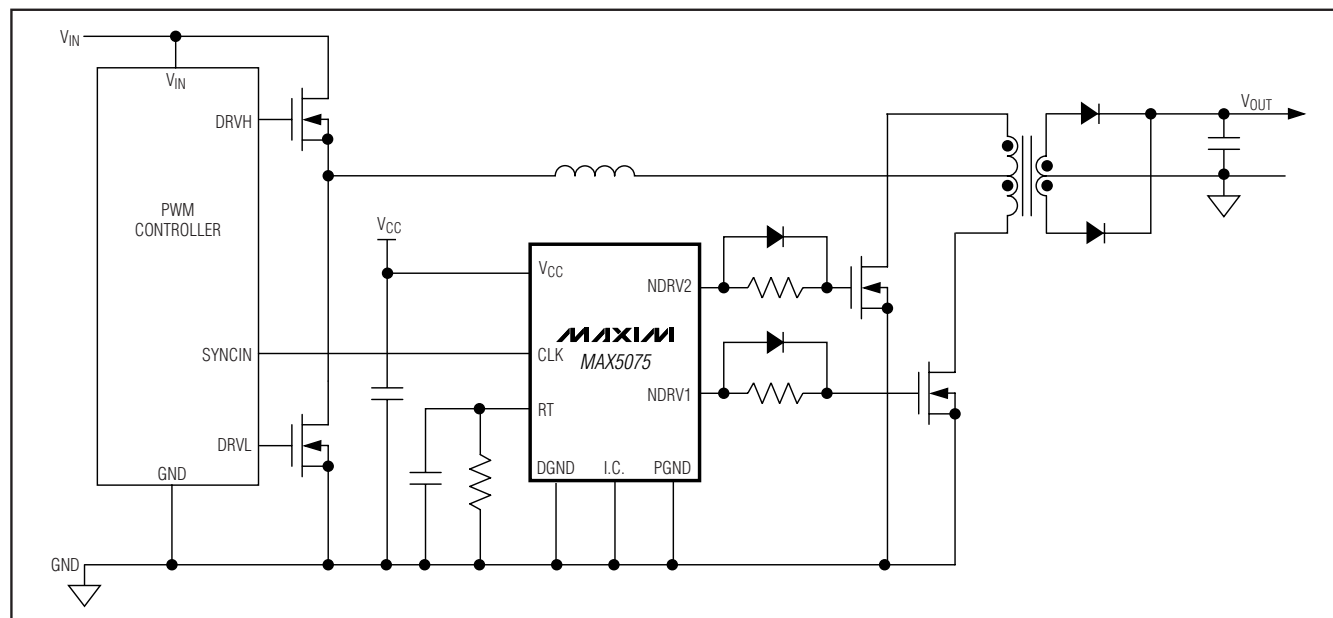 VIN
VIN
DRVH
PWM
CONTROLLER
SYNCIN
DRVL
GND
GND
VCC
VCC
MAXIM
MAX5075
CLK
RT
DGND I.C. PGND
NDRV2
NDRV1
VOUT